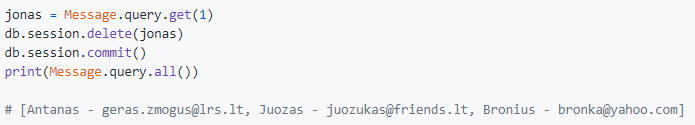 jonas = Message.query.get(1)
db.session.delete(jonas)
db.session.commit()
print(Message.query.all())
# [Antanas - geras.zmogus@lrs.lt, Juozas - juozukas@friends.lt, Bronius - bronka@yahoo.com]